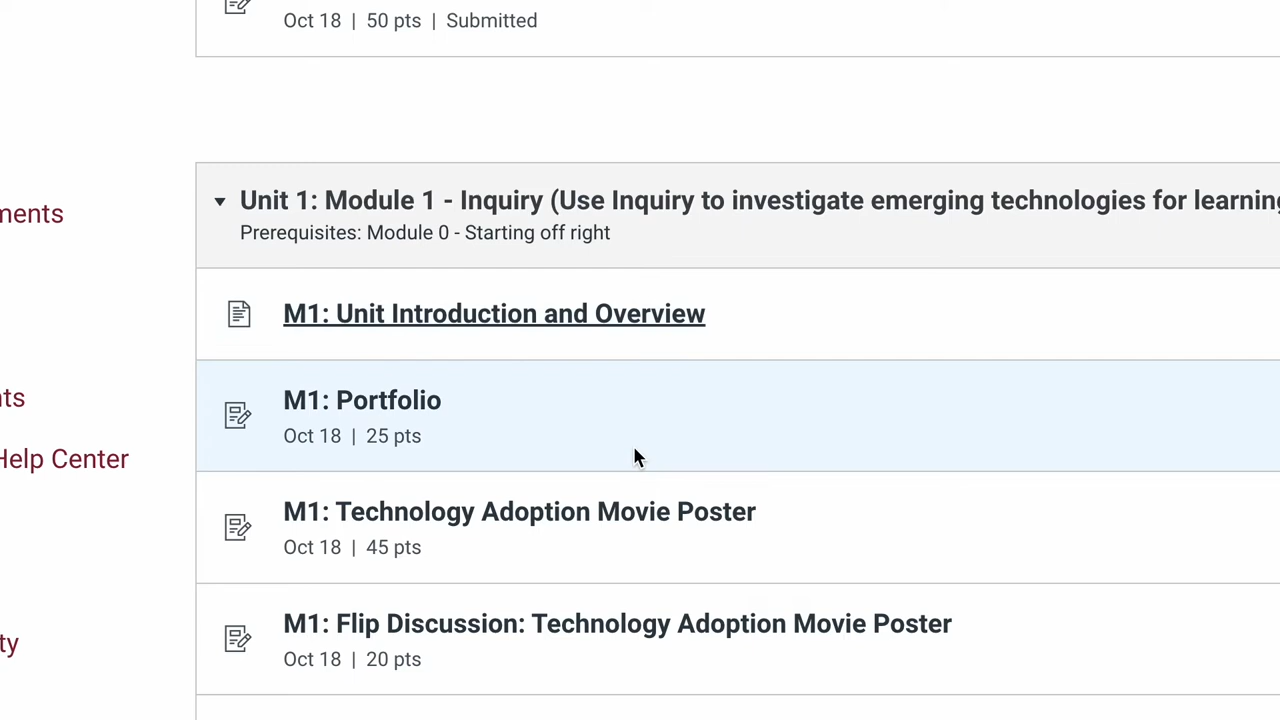 Oct 18 | 50 pts | Submitted
Unit 1: Module 1 - Inquiry (Use Inquiry to investigate emerging technologies for learning
Prerequisites: Module 0 - Starting off right
ments
M1: Unit Introduction and Overview
M1: Portfolio
Oct 18 | 25 pts
nts
Help Center
M1: Technology Adoption Movie Poster
Oct 18 | 45 pts
M1: Flip Discussion: Technology Adoption Movie Poster
Oct 18 | 20 pts
ty